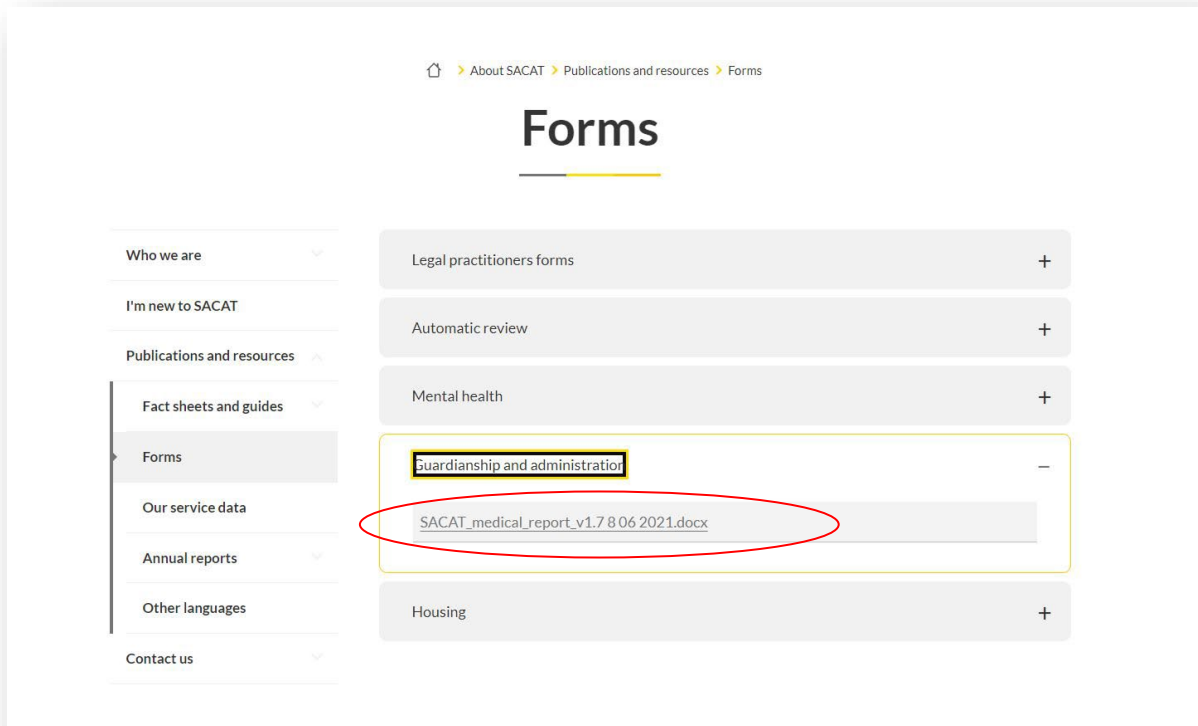 About SACAT > Publications and resources > Forms
Forms
Who we are
I'm new to SACAT
Publications and resources
Fact sheets and guides
Forms
Our service data
Annual reports
Other languages
Contact us
Legal practitioners forms +
Automatic review +
Mental health +
Guardianship and administration −
SACAT_medical_report_v1.7 8 06 2021.docx
Housing +